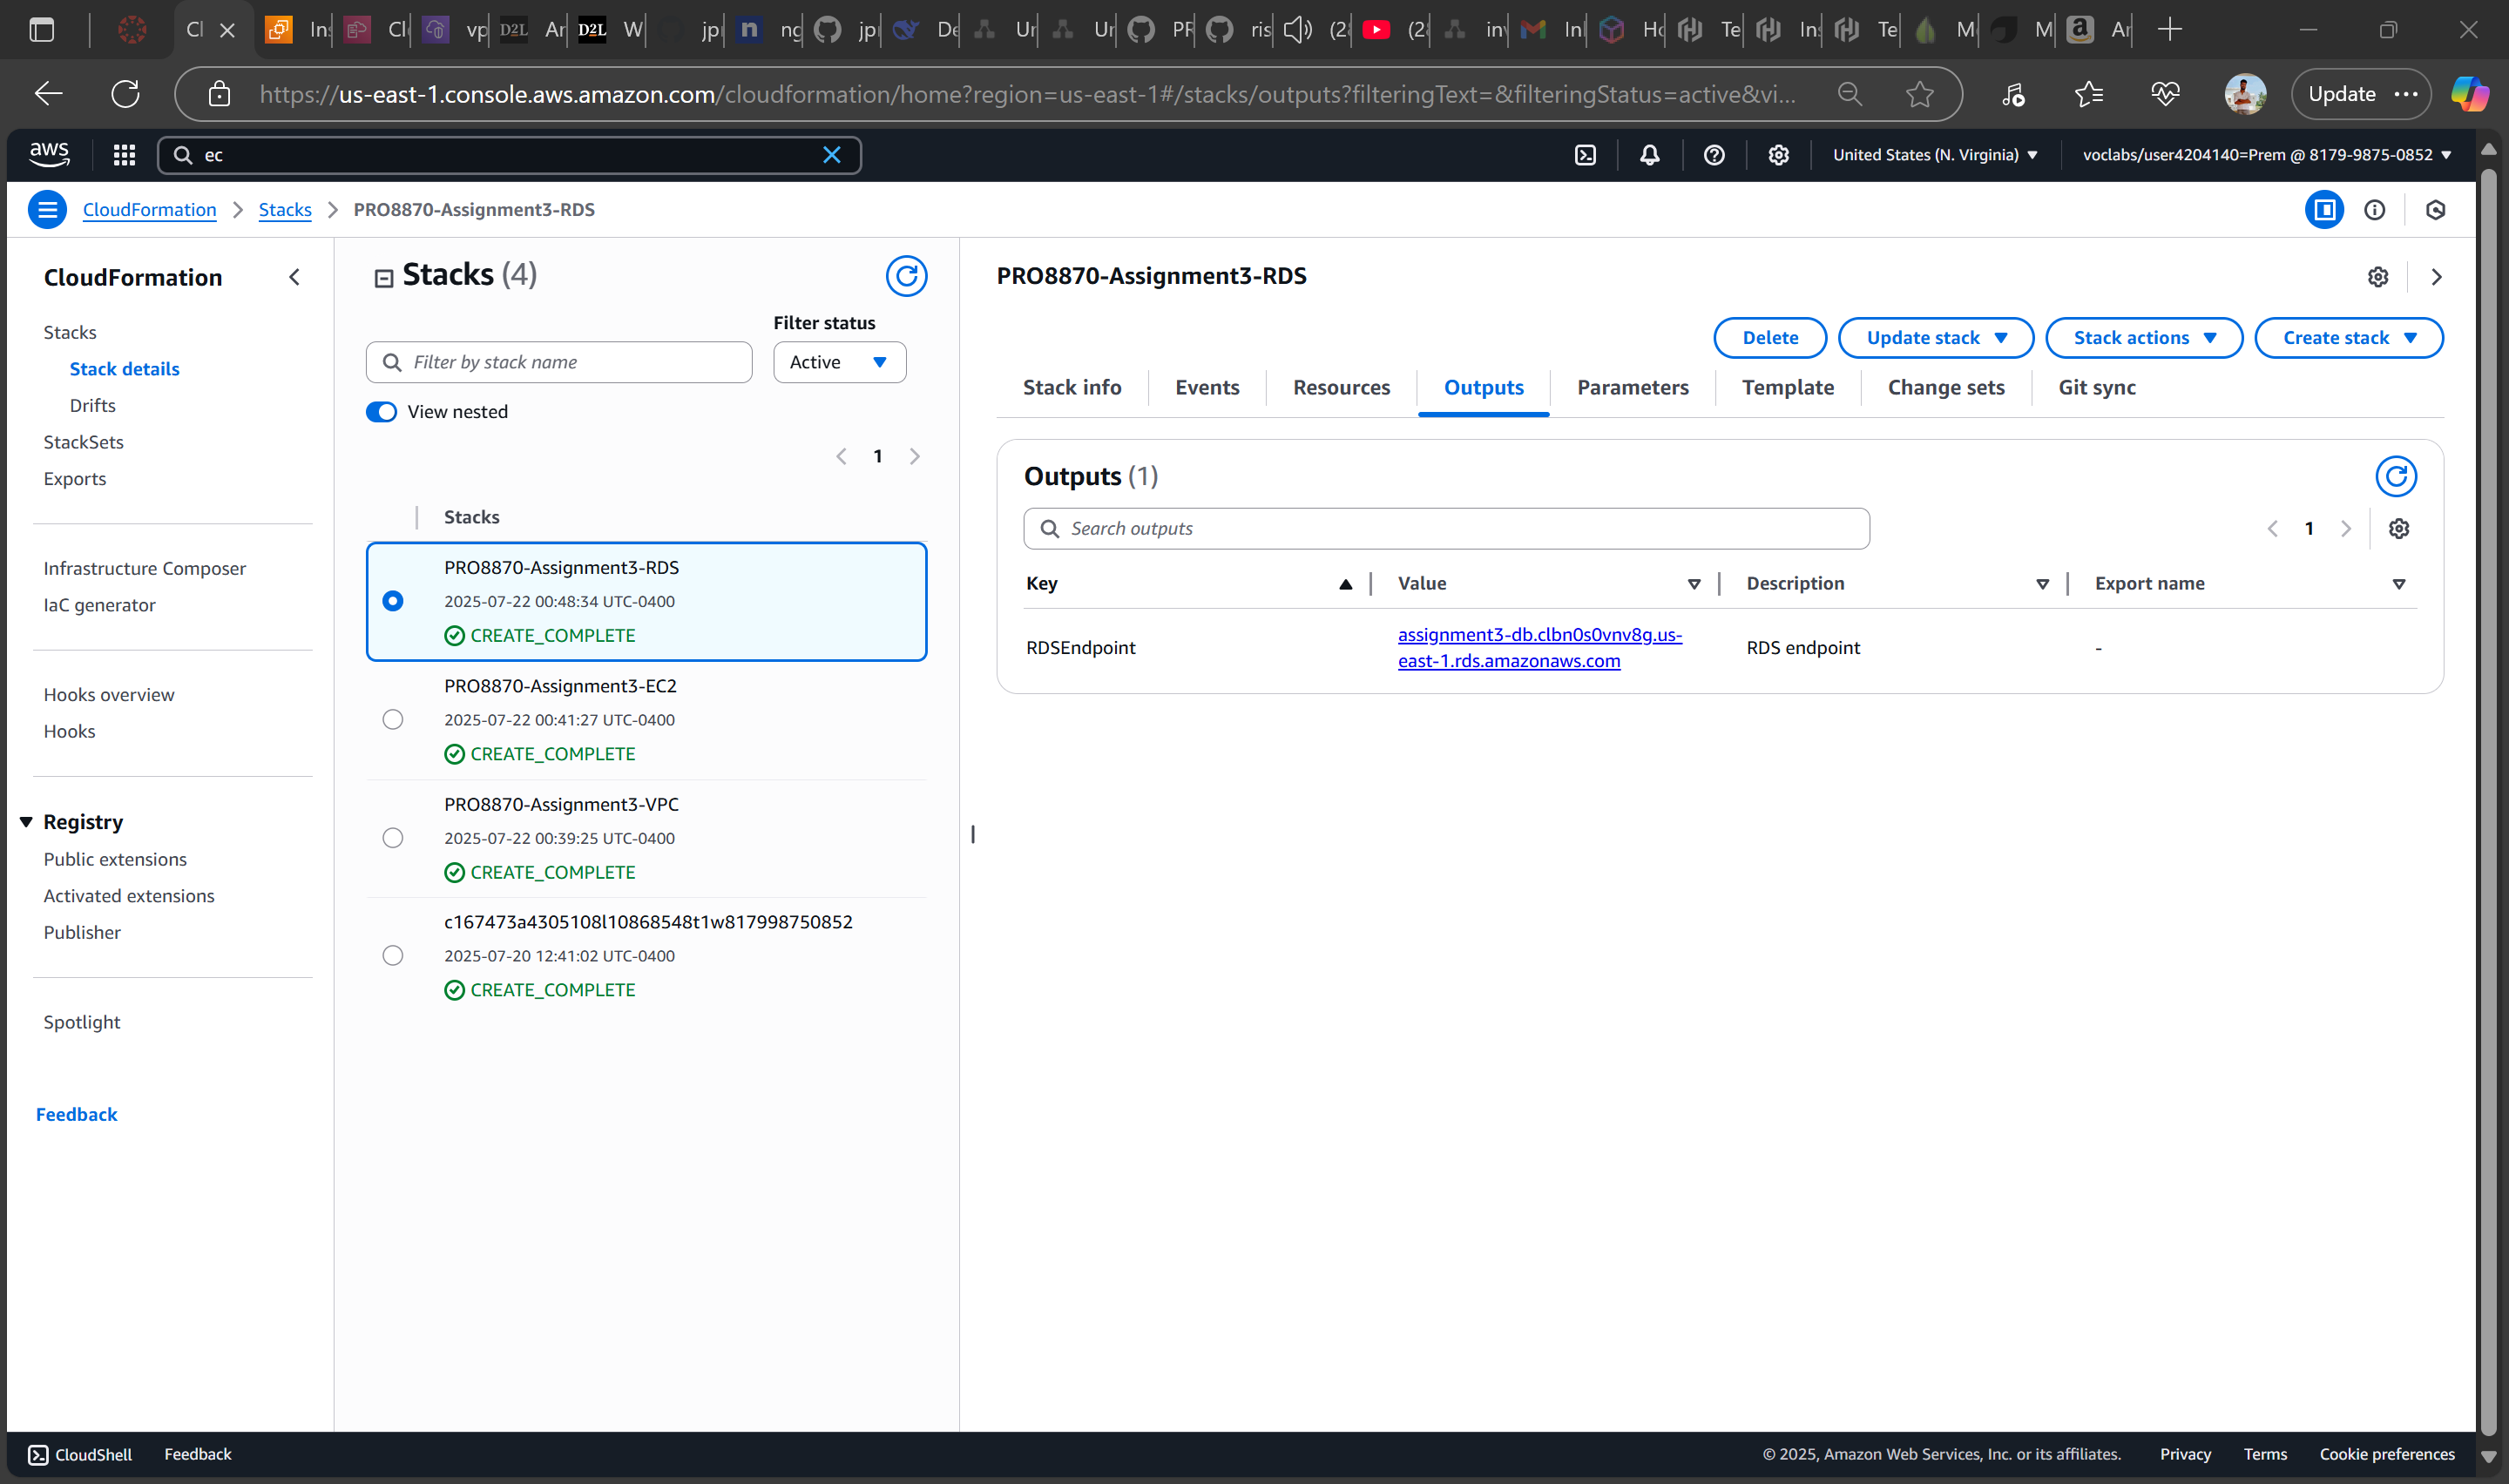 Cl
In
Cl
vp
D2L
Ar
D2L
W
jp
ng
jp
De
Ur
Ur
PR
ris
(2
(2
in
In
Ho
Te
In
Te
M
M
Ar
https://us-east-1.console.aws.amazon.com/cloudformation/home?region=us-east-1#/stacks/outputs?filteringText=&filteringStatus=active&vi...
Update
aws
ec
United States (N. Virginia)
voclabs/user4204140=Prem @ 8179-9875-0852
CloudFormation
Stacks
PRO8870-Assignment3-RDS
CloudFormation
Stacks
Stack details
Drifts
StackSets
Exports
Infrastructure Composer
IaC generator
Hooks overview
Hooks
Registry
Public extensions
Activated extensions
Publisher
Spotlight
Feedback
Stacks (4)
Filter status
Filter by stack name
Active
View nested
1
Stacks
PRO8870-Assignment3-RDS
2025-07-22 00:48:34 UTC-0400
CREATE_COMPLETE
PRO8870-Assignment3-EC2
2025-07-22 00:41:27 UTC-0400
CREATE_COMPLETE
PRO8870-Assignment3-VPC
2025-07-22 00:39:25 UTC-0400
CREATE_COMPLETE
c167473a4305108l10868548t1w817998750852
2025-07-20 12:41:02 UTC-0400
CREATE_COMPLETE
PRO8870-Assignment3-RDS
Delete
Update stack
Stack actions
Create stack
Stack info
Events
Resources
Outputs
Parameters
Template
Change sets
Git sync
Outputs (1)
Search outputs
1
Key
Value
Description
Export name
RDSEndpoint
assignment3-db.clbn0s0vnv8g.us-
east-1.rds.amazonaws.com
RDS endpoint
-
CloudShell
Feedback
© 2025, Amazon Web Services, Inc. or its affiliates.
Privacy
Terms
Cookie preferences